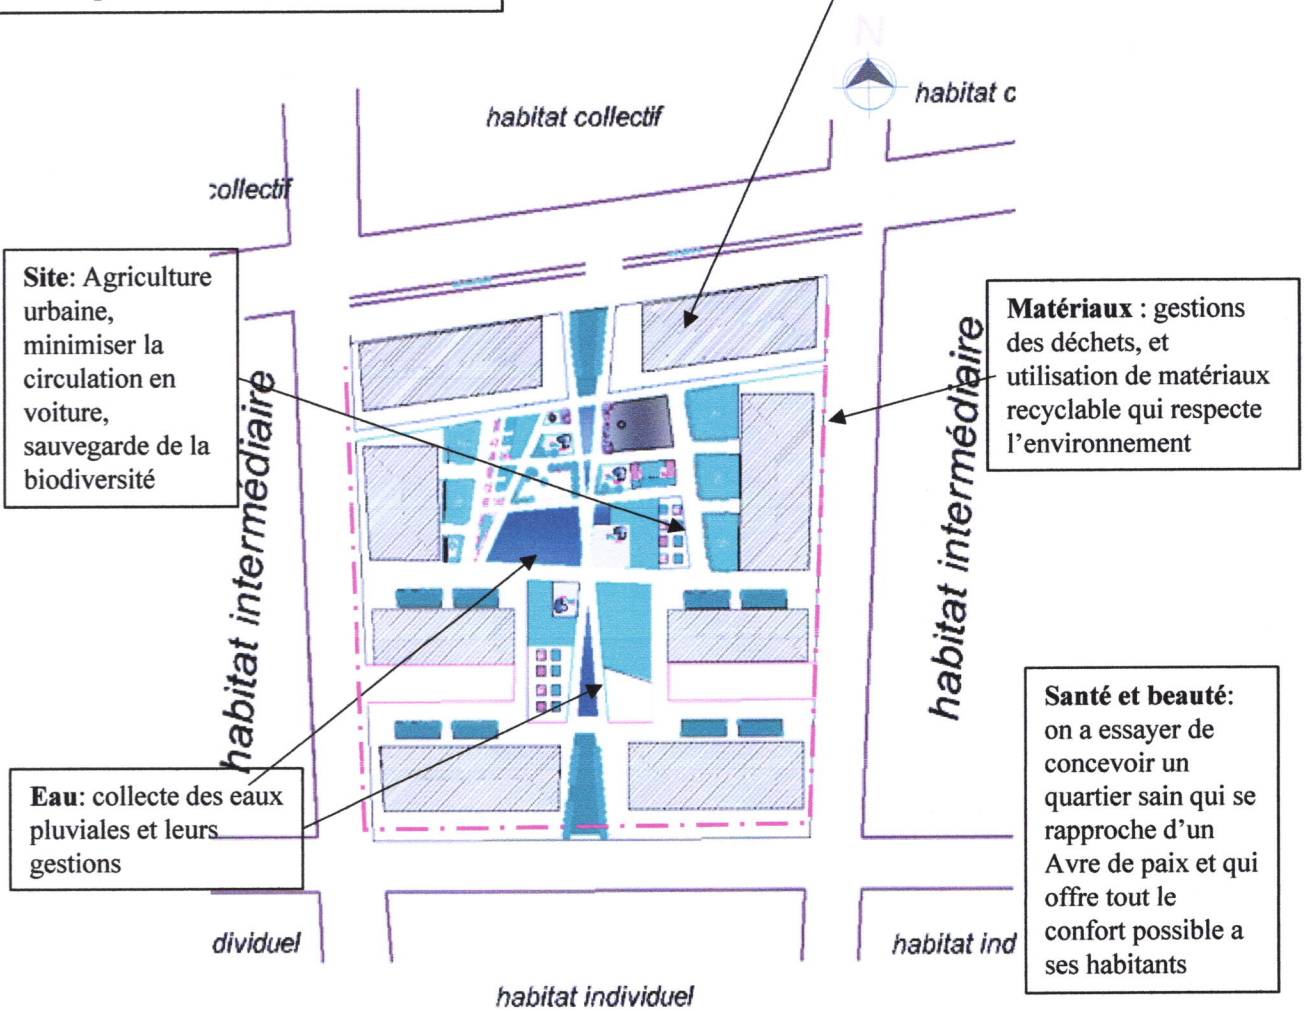 N
habitat collectif
habitat c
collectif
Site: Agriculture
urbaine,
minimiser la
circulation en
voiture,
sauvegarde de la
biodiversité
Matériaux : gestions
des déchets, et
utilisation de matériaux
recyclable qui respecte
l'environnement
habitat intermédiaire
habitat intermédiaire
Santé et beauté:
on a essayer de
concevoir un
quartier sain qui se
rapproche d'un
Avre de paix et qui
offre tout le
confort possible a
ses habitants
Eau: collecte des eaux
pluviales et leurs
gestions
dividuel
habitat ind
habitat individuel